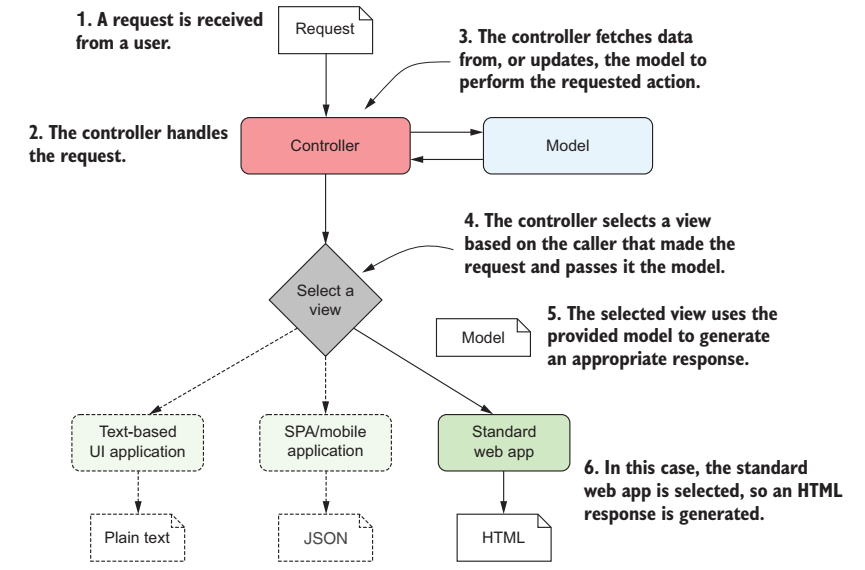 1. A request is received
from a user.
Request
3. The controller fetches data
from, or updates, the model to
perform the requested action.
2. The controller handles
the request.
Controller
Model
4. The controller selects a view
based on the caller that made the
request and passes it the model.
Select a
view
5. The selected view uses the
provided model to generate
an appropriate response.
Model
Text-based
UI application
SPA/mobile
application
Standard
web app
6. In this case, the standard
web app is selected, so an HTML
response is generated.
Plain text
JSON
HTML